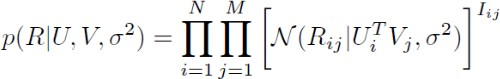 p(R|U, V, σ²) = ∏_{i=1}^{N} ∏_{j=1}^{M} [𝒩(R_{ij}|U_i^T V_j, σ²)]^{I_{ij}}